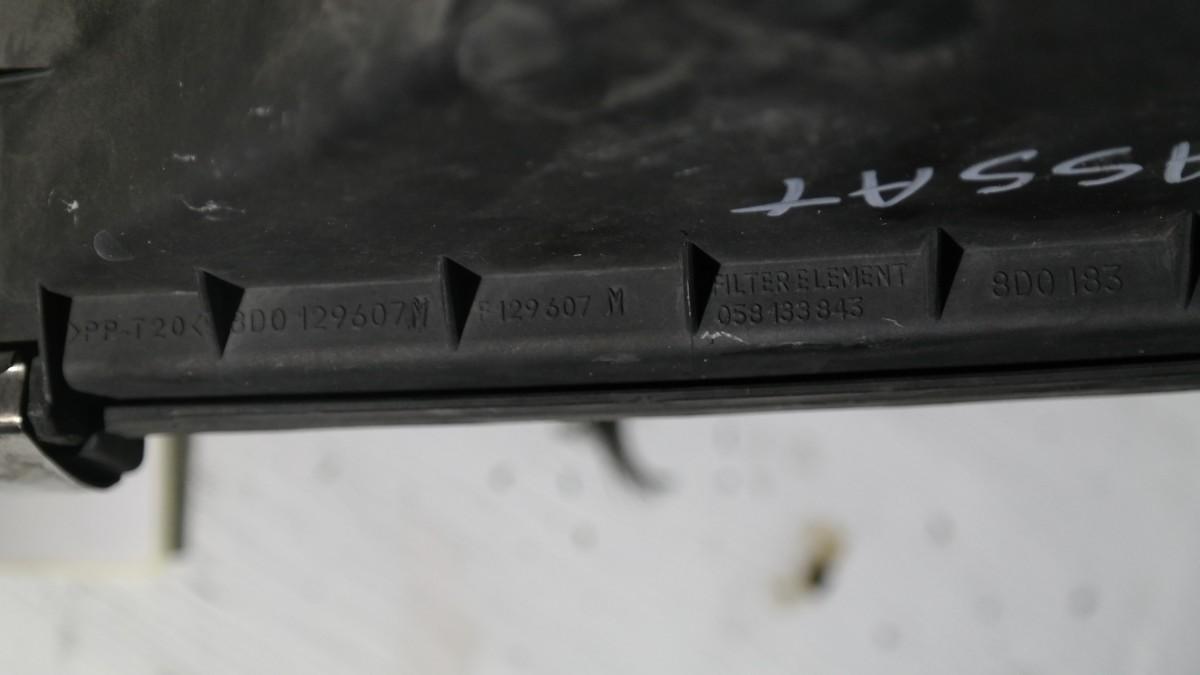 ASSAT
>PP-T20<
8D0 129607 M
F 129607 M
FILTER ELEMENT
058 133 843
8D0 183